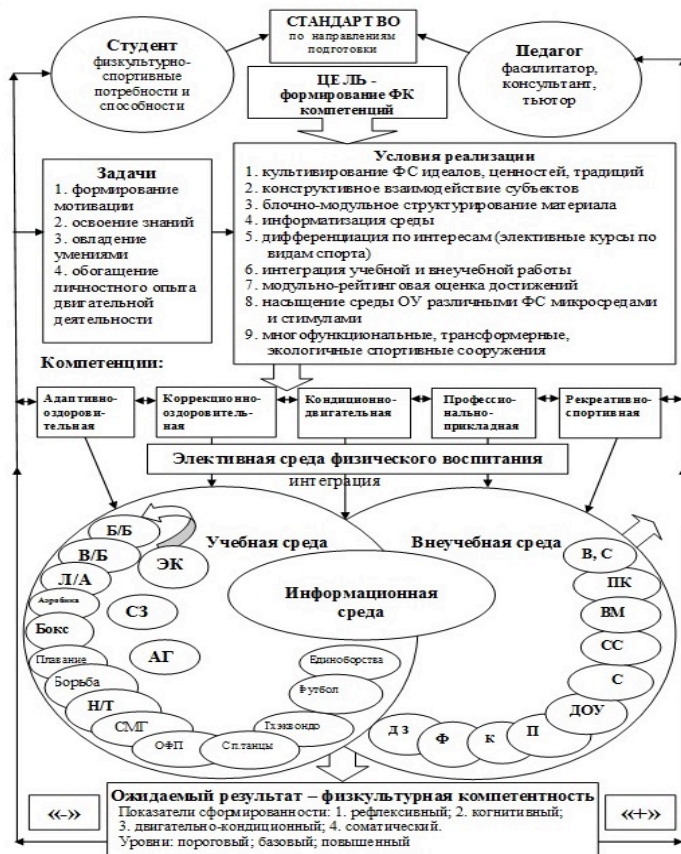 СТАНДАРТ ВО
по направлениям
подготовки
Студент
физкультурно-
спортивные
потребности и
способности
Педагог
фасилитатор,
консультант,
тьютор
ЦЕЛЬ -
формирование ФК
компетенций
Задачи
1. формирование
мотивации
2. освоение знаний
3. овладение
умениями
4. обогащение
личностного опыта
двигательной
деятельности
Условия реализации
1. культивирование ФС идеалов, ценностей, традиций
2. конструктивное взаимодействие субъектов
3. блочно-модульное структурирование материала
4. информатизация среды
5. дифференциация по интересам (элективные курсы по
видам спорта)
6. интеграция учебной и внеучебной работы
7. модульно-рейтинговая оценка достижений
8. насыщение среды ОУ различными ФС микросредами
и стимулами
9. многофункциональные, трансформерные,
экологичные спортивные сооружения
Компетенции:
Адаптивно-
оздорови-
тельная
Коррекционно-
оздоровитель-
ная
Кондиционно-
двигательная
Профессио-
нально-
прикладная
Рекреативно-
спортивная
Элективная среда физического воспитания
интеграция
Учебная среда
Внеучебная среда
Информационная
среда
Б/Б
В/Б
Л/А
Аэробика
Бокс
Плавание
Борьба
Н/Т
СМГ
ОФП
Сп.танцы
Тхэквондо
Футбол
Единоборства
ЭК
СЗ
АГ
В, С
ПК
ВМ
СС
С
ДОУ
П
К
Ф
ДЗ
«-»
Ожидаемый результат – физкультурная компетентность
Показатели сформированности: 1. рефлексивный; 2. когнитивный;
3. двигательно-кондиционный; 4. соматический.
Уровни: пороговый; базовый; повышенный
«+»